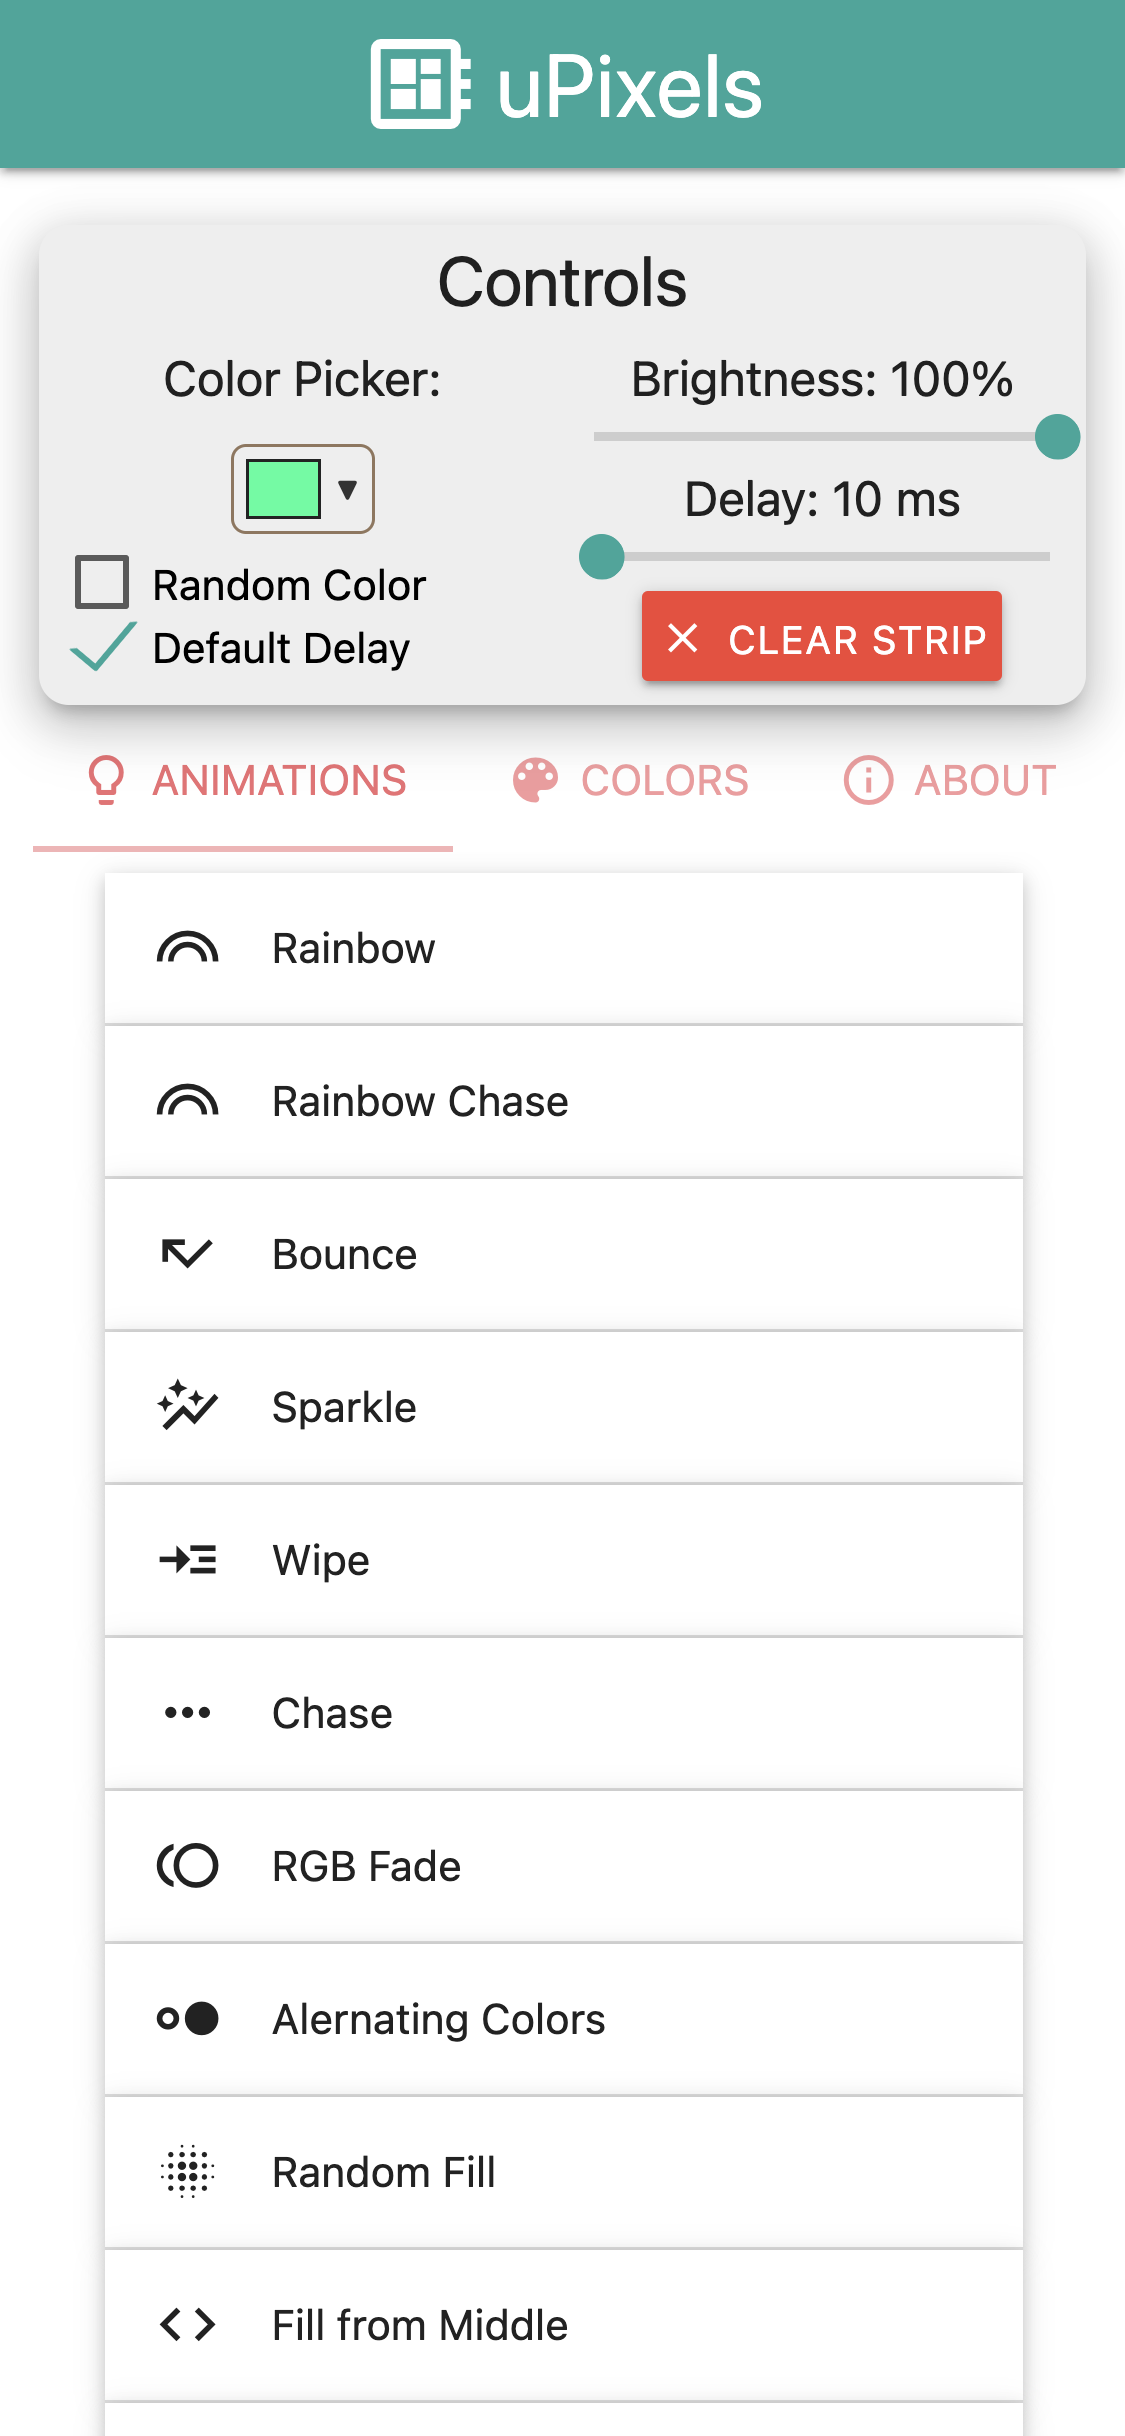 uPixels
Controls
Color Picker:
Brightness: 100%
Delay: 10 ms
Random Color
Default Delay
CLEAR STRIP
ANIMATIONS
COLORS
ABOUT
Rainbow
Rainbow Chase
Bounce
Sparkle
Wipe
Chase
RGB Fade
Alernating Colors
Random Fill
Fill from Middle